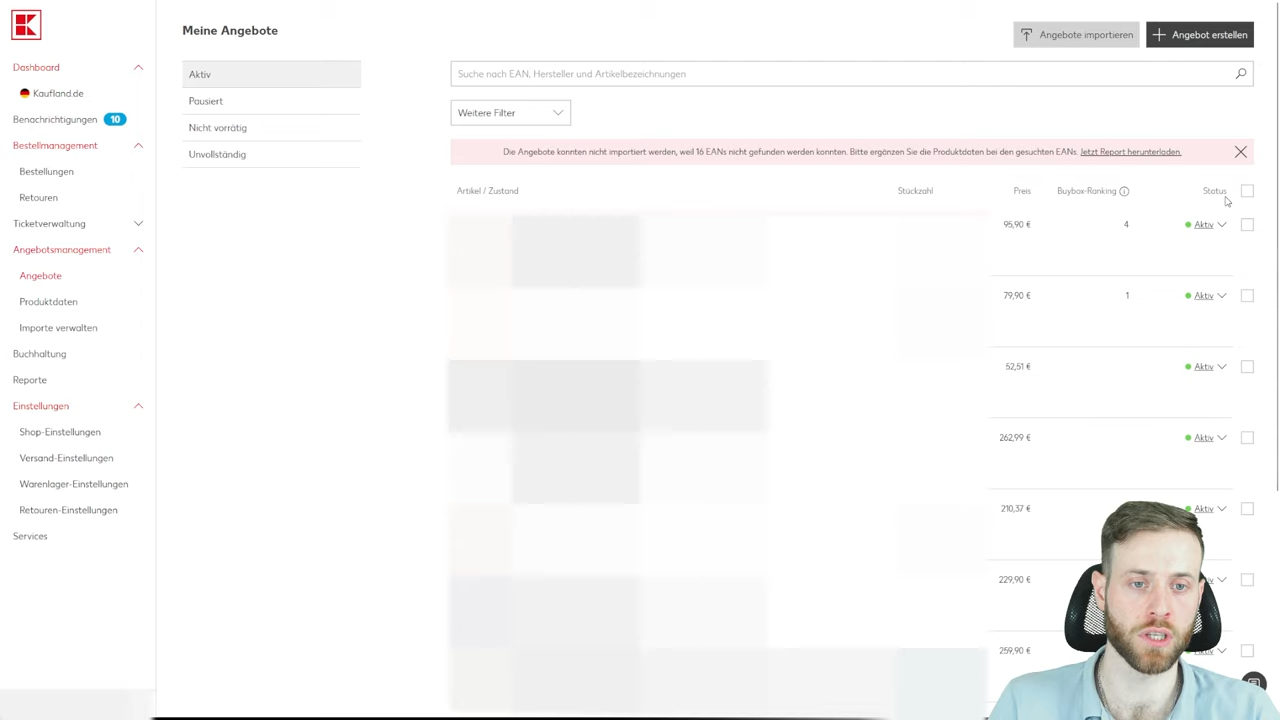 Dashboard
Kaufland.de
Benachrichtigungen 10
Bestellmanagement
Bestellungen
Retouren
Ticketverwaltung
Angebotsmanagement
Angebote
Produktdaten
Importe verwalten
Buchhaltung
Reporte
Einstellungen
Shop-Einstellungen
Versand-Einstellungen
Warenlager-Einstellungen
Retouren-Einstellungen
Services
Meine Angebote
Angebote importieren
Angebot erstellen
Aktiv
Pausiert
Nicht vorrätig
Unvollständig
Suche nach EAN, Hersteller und Artikelbezeichnungen
Weitere Filter
Die Angebote konnten nicht importiert werden, weil 16 EANs nicht gefunden werden konnten. Bitte ergänzen Sie die Produktdaten bei den gesuchten EANs. Jetzt Report herunterladen.
Artikel / Zustand Stückzahl Preis Buybox-Ranking Status
95,90 € 4 Aktiv
79,90 € 1 Aktiv
52,51 € Aktiv
262,99 € Aktiv
210,37 € Aktiv
229,90 €
259,90 €